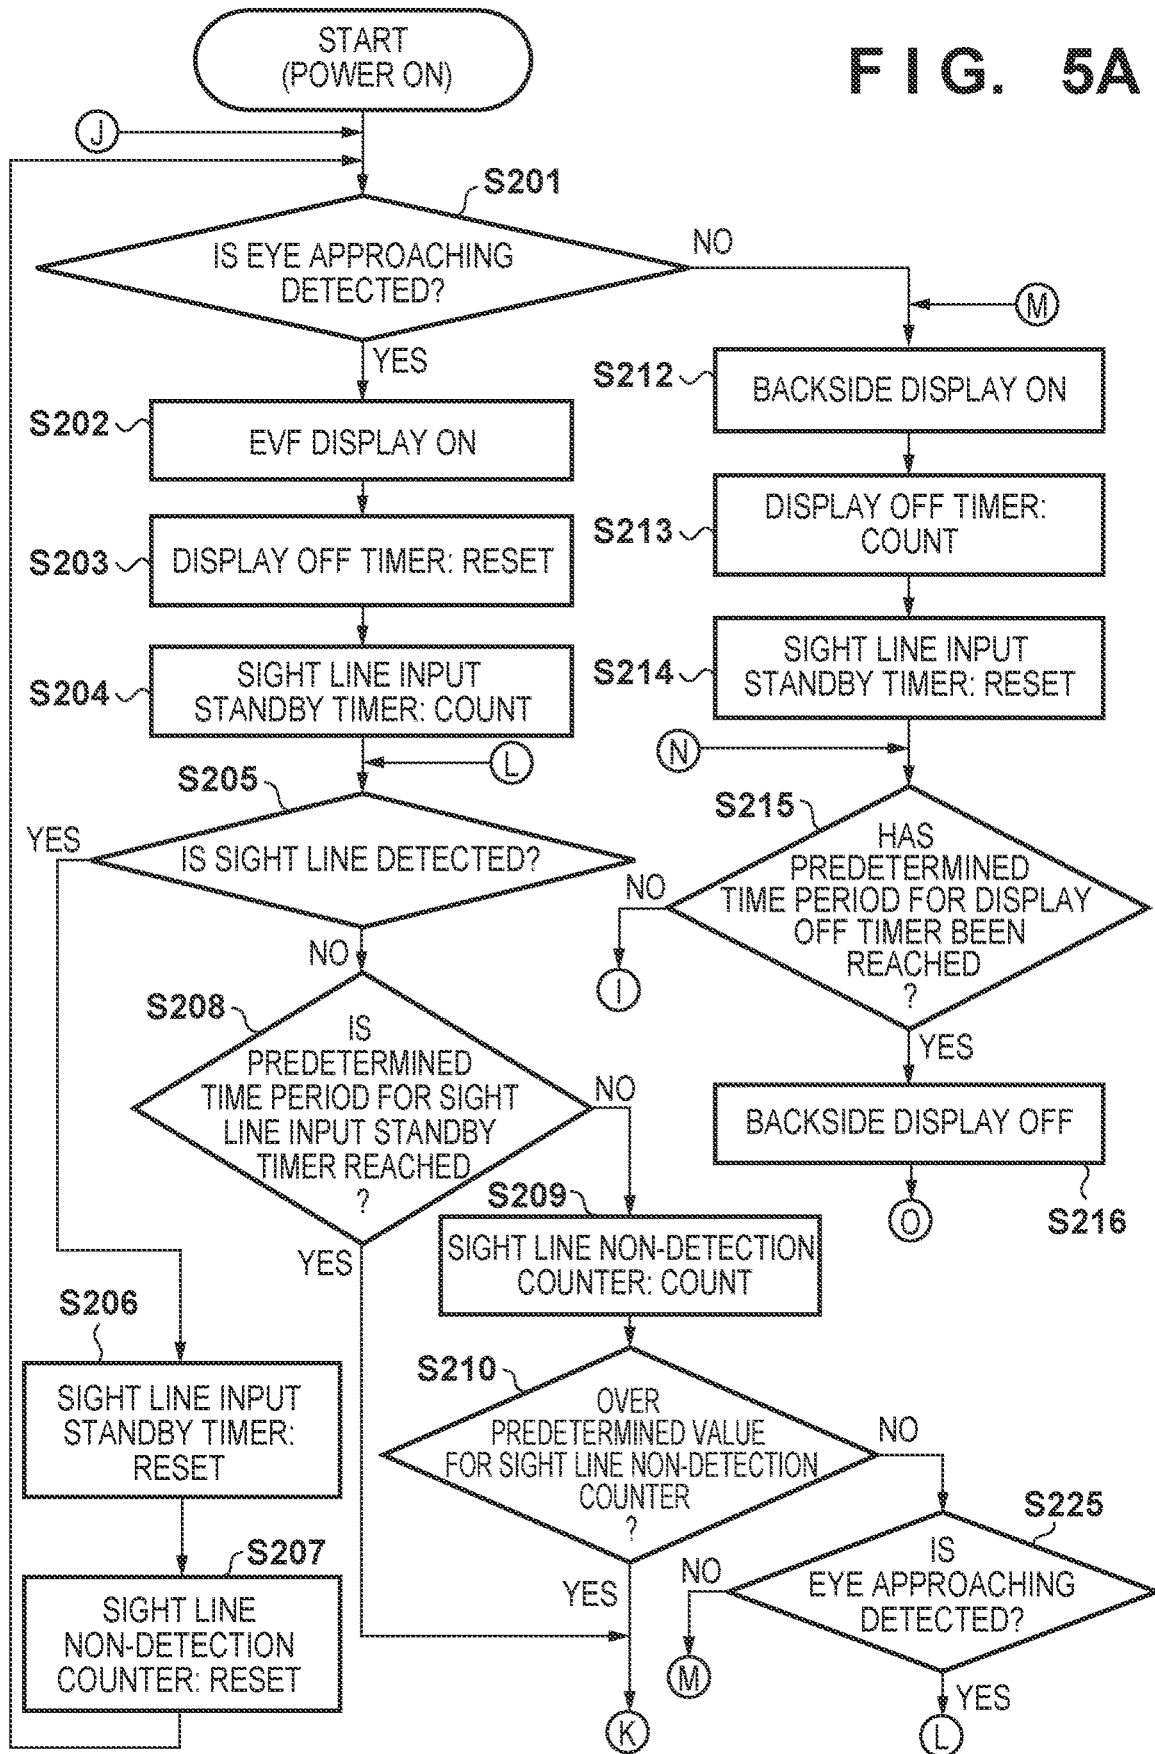 START
(POWER ON)
FIG. 5A
J
S201
IS EYE APPROACHING
DETECTED?
NO
M
YES
S202
EVF DISPLAY ON
S212
BACKSIDE DISPLAY ON
S203
DISPLAY OFF TIMER: RESET
S213
DISPLAY OFF TIMER:
COUNT
S204
SIGHT LINE INPUT
STANDBY TIMER: COUNT
S214
SIGHT LINE INPUT
STANDBY TIMER: RESET
L
N
S205
IS SIGHT LINE DETECTED?
YES
NO
S215
HAS
PREDETERMINED
TIME PERIOD FOR DISPLAY
OFF TIMER BEEN
REACHED
?
NO
I
YES
S208
IS
PREDETERMINED
TIME PERIOD FOR SIGHT
LINE INPUT STANDBY
TIMER REACHED
?
NO
YES
BACKSIDE DISPLAY OFF
S216
O
S209
SIGHT LINE NON-DETECTION
COUNTER: COUNT
S206
SIGHT LINE INPUT
STANDBY TIMER:
RESET
S210
OVER
PREDETERMINED VALUE
FOR SIGHT LINE NON-DETECTION
COUNTER
?
NO
YES
S225
IS
EYE APPROACHING
DETECTED?
NO
M
YES
L
S207
SIGHT LINE
NON-DETECTION
COUNTER: RESET
K